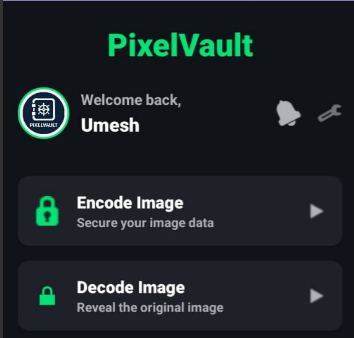 PixelVault
Welcome back,
Umesh
PIXELVAULT
Encode Image
Secure your image data
Decode Image
Reveal the original image